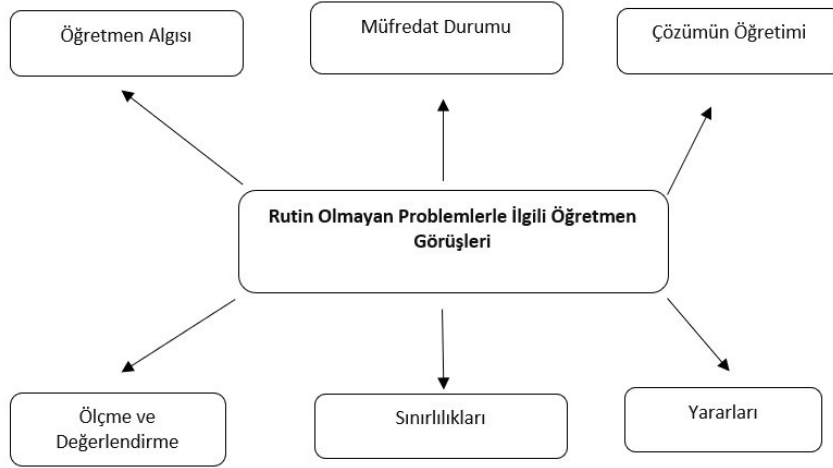 Öğretmen Algısı
Müfredat Durumu
Çözümün Öğretimi
Rutin Olmayan Problemlerle İlgili Öğretmen
Görüşleri
Ölçme ve
Değerlendirme
Sınırlılıkları
Yararları